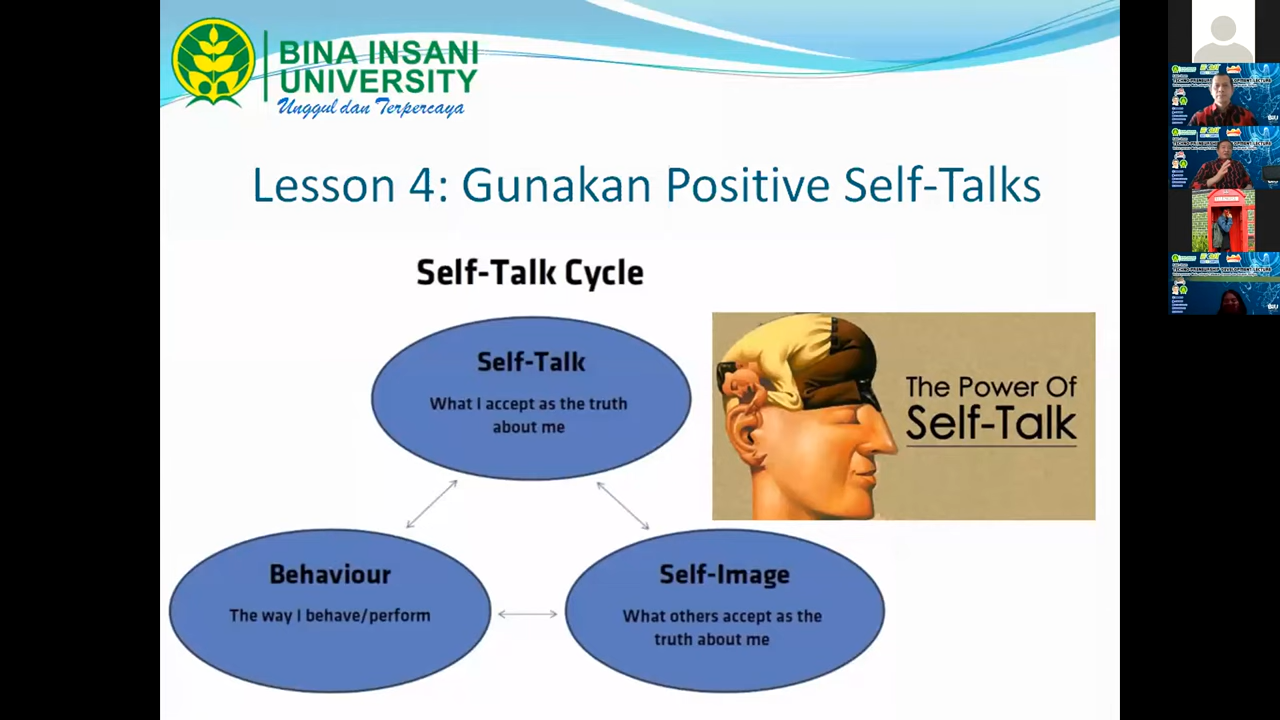 BINA INSANI
UNIVERSITY
Unggul dan Terpercaya
Lesson 4: Gunakan Positive Self-Talks
Self-Talk Cycle
Self-Talk
What I accept as the truth
about me
The Power Of
Self-Talk
Behaviour
The way I behave/perform
Self-Image
What others accept as the
truth about me